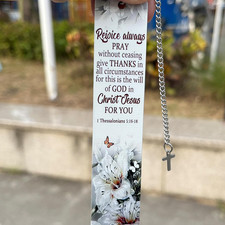 Rejoice always
PRAY
without ceasing
give THANKS in
all circumstances
for this is the will
of GOD in
Christ Jesus
FOR YOU
1 Thessalonians 5:16-18